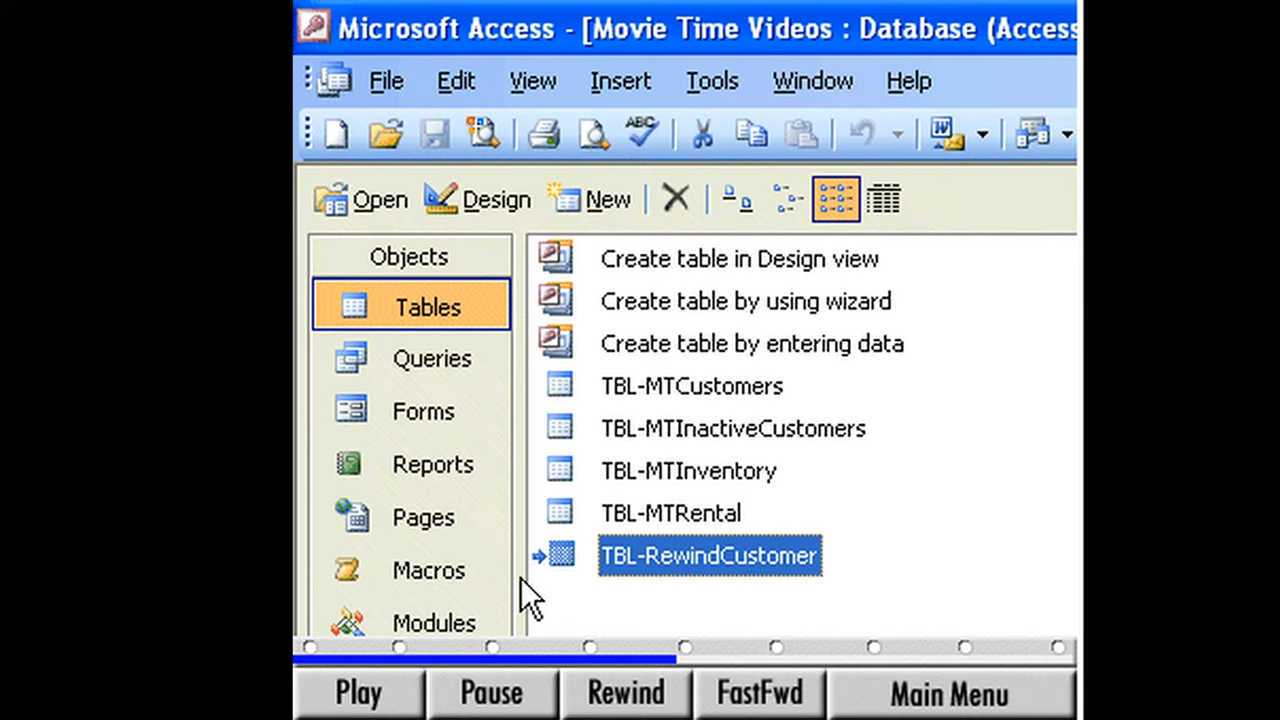 Microsoft Access - [Movie Time Videos : Database (Access
File Edit View Insert Tools Window Help
ABC
W
Open Design New
Objects
Tables
Queries
Forms
Reports
Pages
Macros
Modules
Create table in Design view
Create table by using wizard
Create table by entering data
TBL-MTCustomers
TBL-MTInactiveCustomers
TBL-MTInventory
TBL-MTRental
TBL-RewindCustomer
Play Pause Rewind FastFwd Main Menu